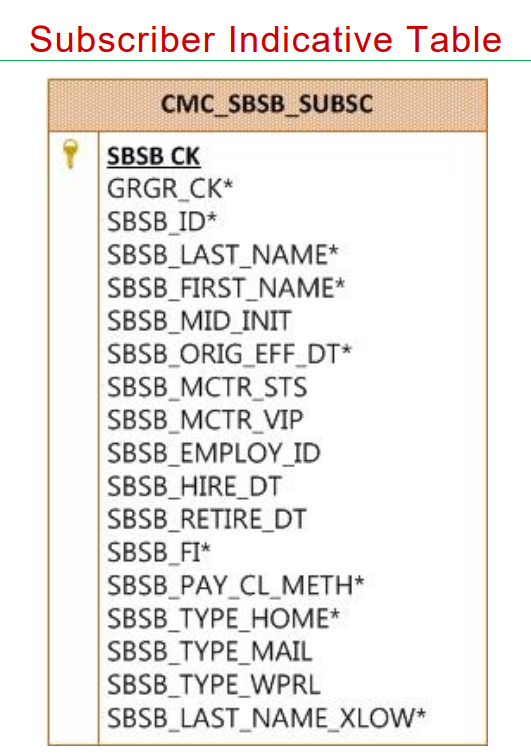 Subscriber Indicative Table
CMC_SBSB_SUBSC
SBSB CK
GRGR_CK*
SBSB_ID*
SBSB_LAST_NAME*
SBSB_FIRST_NAME*
SBSB_MID_INIT
SBSB_ORIG_EFF_DT*
SBSB_MCTR_STS
SBSB_MCTR_VIP
SBSB_EMPLOY_ID
SBSB_HIRE_DT
SBSB_RETIRE_DT
SBSB_FI*
SBSB_PAY_CL_METH*
SBSB_TYPE_HOME*
SBSB_TYPE_MAIL
SBSB_TYPE_WPRL
SBSB_LAST_NAME_XLOW*